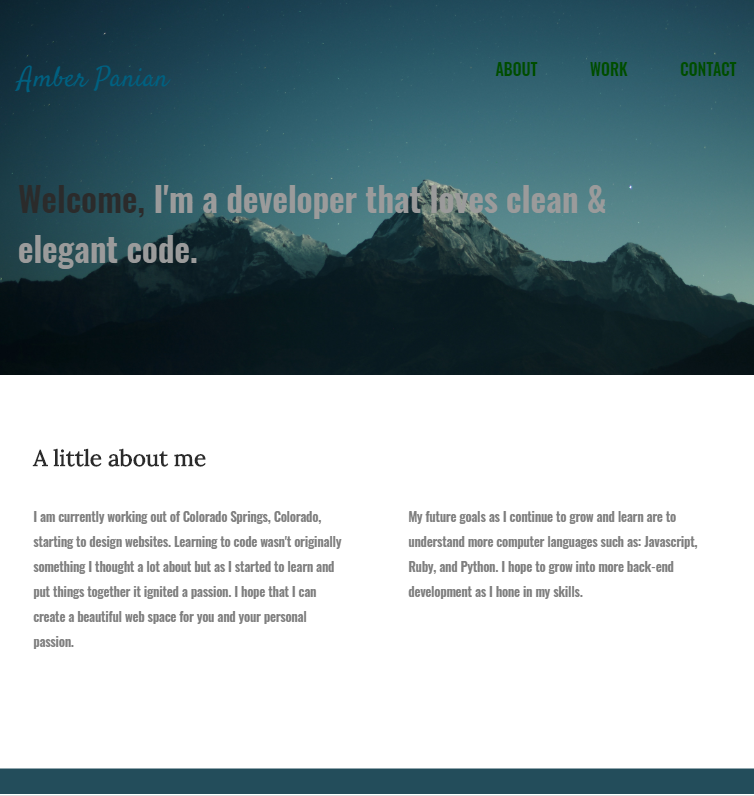 Amber Panian
ABOUT WORK CONTACT
Welcome, I'm a developer that loves clean &
elegant code.
A little about me
I am currently working out of Colorado Springs, Colorado,
starting to design websites. Learning to code wasn't originally
something I thought a lot about but as I started to learn and
put things together it ignited a passion. I hope that I can
create a beautiful web space for you and your personal
passion.
My future goals as I continue to grow and learn are to
understand more computer languages such as: Javascript,
Ruby, and Python. I hope to grow into more back-end
development as I hone in my skills.